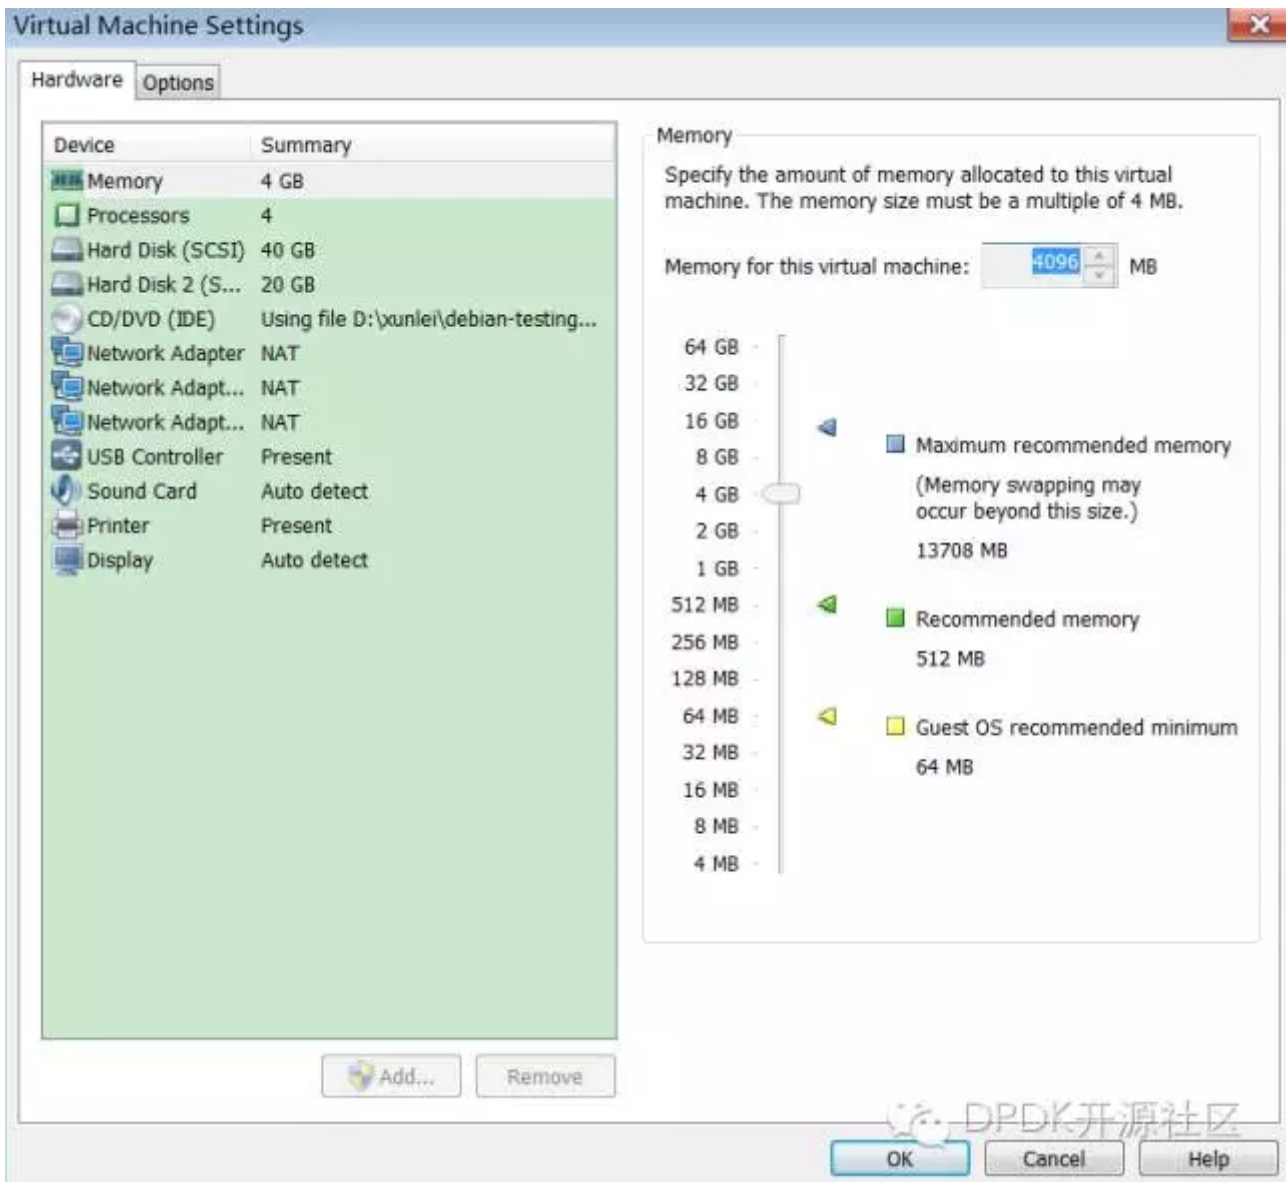 Virtual Machine Settings
Hardware
Options
Device Summary
Memory 4 GB
Processors 4
Hard Disk (SCSI) 40 GB
Hard Disk 2 (S... 20 GB
CD/DVD (IDE) Using file D:\xunlei\debian-testing...
Network Adapter NAT
Network Adapt... NAT
Network Adapt... NAT
USB Controller Present
Sound Card Auto detect
Printer Present
Display Auto detect
Add...
Remove
Memory
Specify the amount of memory allocated to this virtual
machine. The memory size must be a multiple of 4 MB.
Memory for this virtual machine: 4096 MB
64 GB
32 GB
16 GB
8 GB
4 GB
2 GB
1 GB
512 MB
256 MB
128 MB
64 MB
32 MB
16 MB
8 MB
4 MB
Maximum recommended memory
(Memory swapping may
occur beyond this size.)
13708 MB
Recommended memory
512 MB
Guest OS recommended minimum
64 MB
DPDK开源社区
OK
Cancel
Help